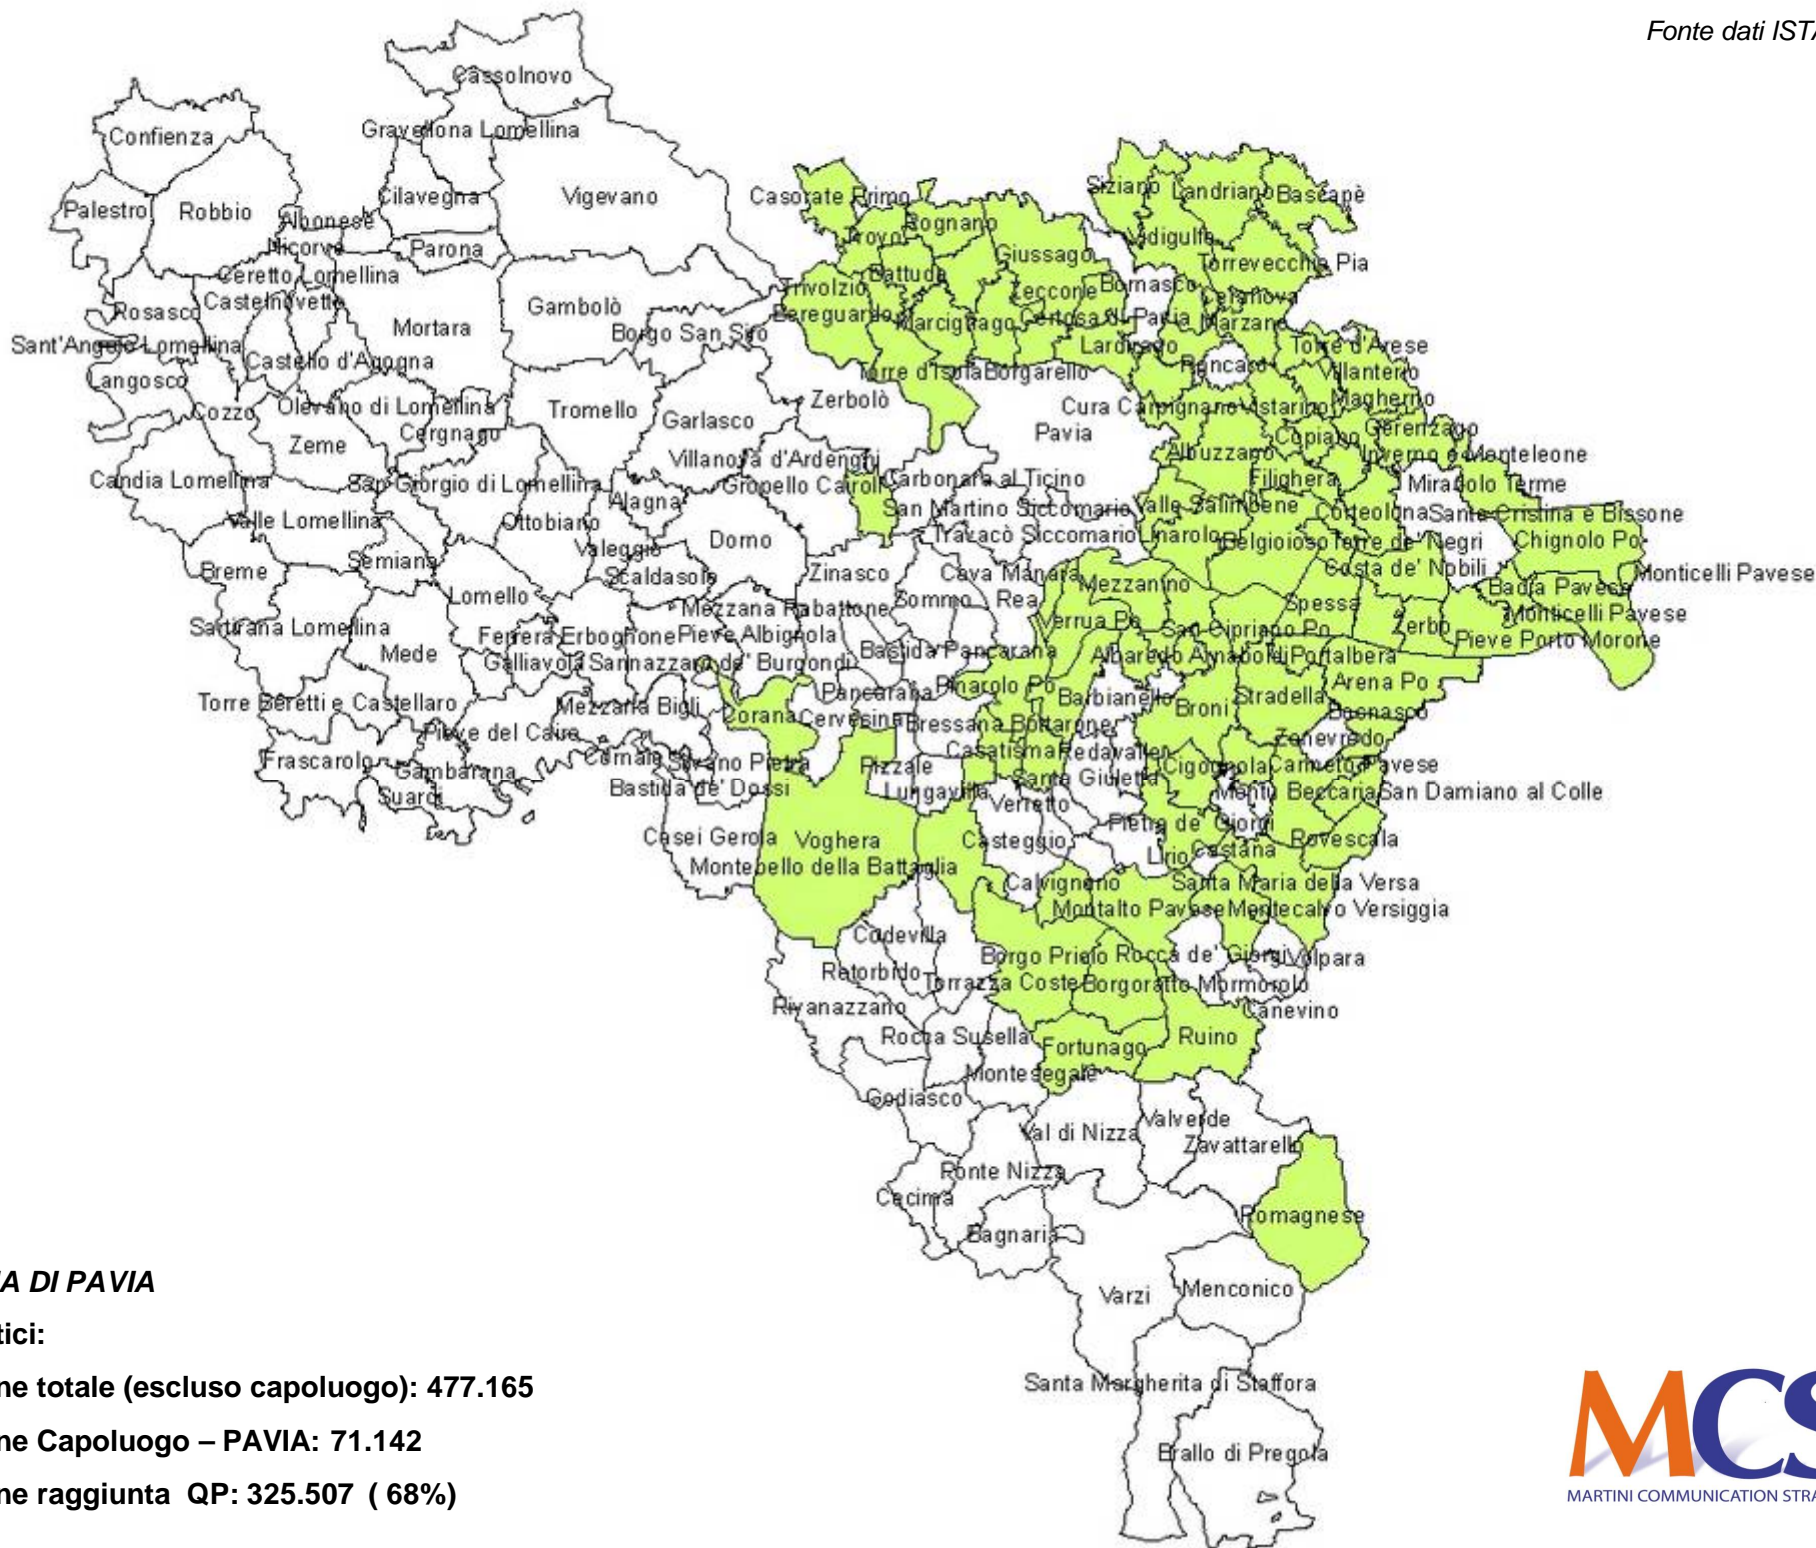 Fonte dati ISTA
Cassolnovo
Confienza
Gravellona Lomellina
Palestro
Robbio
Albonese
Cilavegna
Vigevano
Nicorvo
Parona
Casorate Primo
Rognano
Trovo
Siziano
Landriano
Bascapè
Vidigulfo
Giussago
Torrevecchia Pia
Ceretto Lomellina
Castelnovetto
Rosasco
Mortara
Gambolò
Borgo San Siro
Trivolzio
Battuda
Bereguardo
Marcignago
Zeccone
Bornasco
Certosa di Pavia
Ceranova
Marzano
Sant'Angelo Lomellina
Castello d'Agogna
Langosco
Cozzo
Olevano di Lomellina
Cergnago
Zeme
Tromello
Garlasco
Zerbolò
Torre d'Isola
Borgarello
Lardirago
Roncaro
Torre d'Arese
Villanterio
Magherno
Cura Carpignano
Vistarino
Pavia
Gerenzago
Copiano
Albuzzano
Inverno e Monteleone
Candia Lomellina
San Giorgio di Lomellina
Villanova d'Ardenghi
Gropello Cairoli
Carbonara al Ticino
Filighera
Miradolo Terme
Alagna
San Martino Siccomario
Valle Salimbene
Corteolona
Santa Cristina e Bissone
Valle Lomellina
Ottobiano
Dorno
Travacò Siccomario
Linarolo
Belgioioso
Torre de' Negri
Chignolo Po
Semiana
Valeggio
Scaldasole
Breme
Zinasco
Cava Manara
Mezzanino
Costa de' Nobili
Badia Pavese
Monticelli Pavese
Lomello
Mezzana Rabattone
Sommo
Rea
Verrua Po
Spessa
Zerbo
Monticelli Pavese
Sartirana Lomellina
Mede
Ferrera Erbognone
Pieve Albignola
San Cipriano Po
Pieve Porto Morone
Galliavola
Sannazzaro de' Burgondi
Bastida Pancarana
Albaredo Arnaboldi
Portalbera
Torre Beretti e Castellaro
Mezzana Bigli
Corana
Pancarana
Cervesina
Pinarolo Po
Barbianello
Broni
Stradella
Arena Po
Bosnasco
Pieve del Cairo
Bressana Bottarone
Zenevredo
Frascarolo
Gambarana
Suardi
Cornale
Silvano Pietra
Bastida de' Dossi
Pizzale
Lungavilla
Casatisma
Redavalle
Santa Giuletta
Cigognola
Canneto Pavese
Montù Beccaria
San Damiano al Colle
Verretto
Casei Gerola
Voghera
Montebello della Battaglia
Casteggio
Pietra de' Giorgi
Lirio
Castana
Rovescala
Calvignano
Santa Maria della Versa
Montalto Pavese
Montecalvo Versiggia
Codevilla
Retorbido
Torrazza Coste
Borgo Priolo
Rocca de' Giorgi
Volpara
Borgoratto Mormorolo
Rivanazzano
Canevino
Rocca Susella
Fortunago
Ruino
Montesegale
Godiasco
Val di Nizza
Valverde
Zavattarello
Ponte Nizza
Cecima
Bagnaria
Romagnese
Varzi
Menconico
Santa Margherita di Staffora
Brallo di Pregola
IA DI PAVIA
tici:
ne totale (escluso capoluogo): 477.165
ne Capoluogo – PAVIA: 71.142
ne raggiunta QP: 325.507 ( 68%)
MCS
MARTINI COMMUNICATION STRA